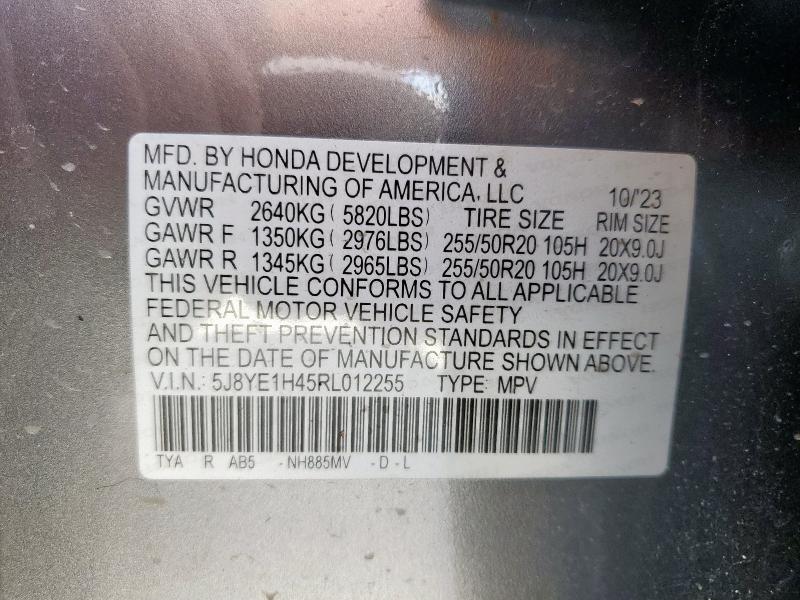 MFD. BY HONDA DEVELOPMENT &
MANUFACTURING OF AMERICA, LLC 10/'23
GVWR 2640KG ( 5820LBS) TIRE SIZE RIM SIZE
GAWR F 1350KG ( 2976LBS) 255/50R20 105H 20X9.0J
GAWR R 1345KG ( 2965LBS) 255/50R20 105H 20X9.0J
THIS VEHICLE CONFORMS TO ALL APPLICABLE
FEDERAL MOTOR VEHICLE SAFETY
AND THEFT PREVENTION STANDARDS IN EFFECT
ON THE DATE OF MANUFACTURE SHOWN ABOVE.
V.I.N.: 5J8YE1H45RL012255 TYPE: MPV
TYA R AB5 -NH885MV -D-L